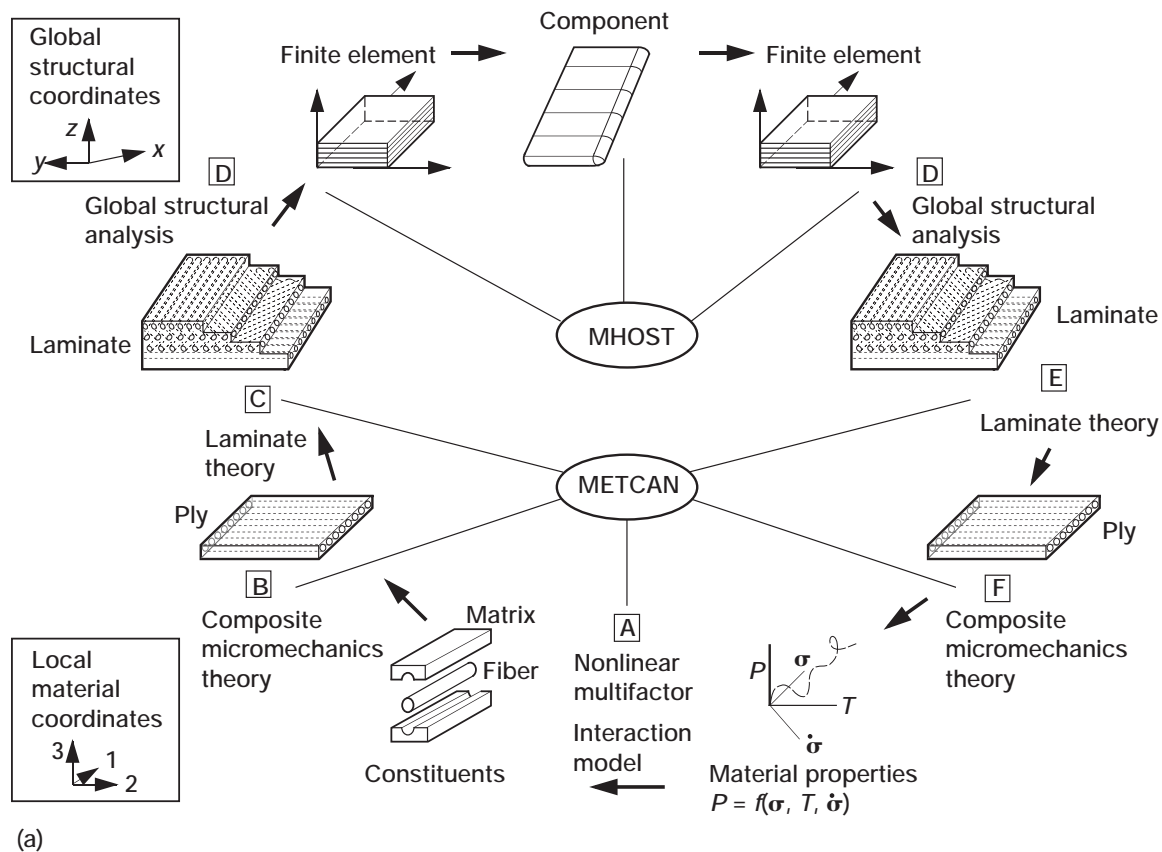 Global
structural
coordinates
z
y
x
Component
Finite element
Finite element
D
Global structural
analysis
D
Global structural
analysis
Laminate
MHOST
Laminate
C
Laminate
theory
E
Laminate theory
METCAN
Ply
Ply
B
Composite
micromechanics
theory
Matrix
Fiber
Constituents
A
Nonlinear
multifactor
Interaction
model
P
σ
T
σ̇
Material properties
P = f(σ, T, σ̇)
F
Composite
micromechanics
theory
Local
material
coordinates
3
1
2
(a)